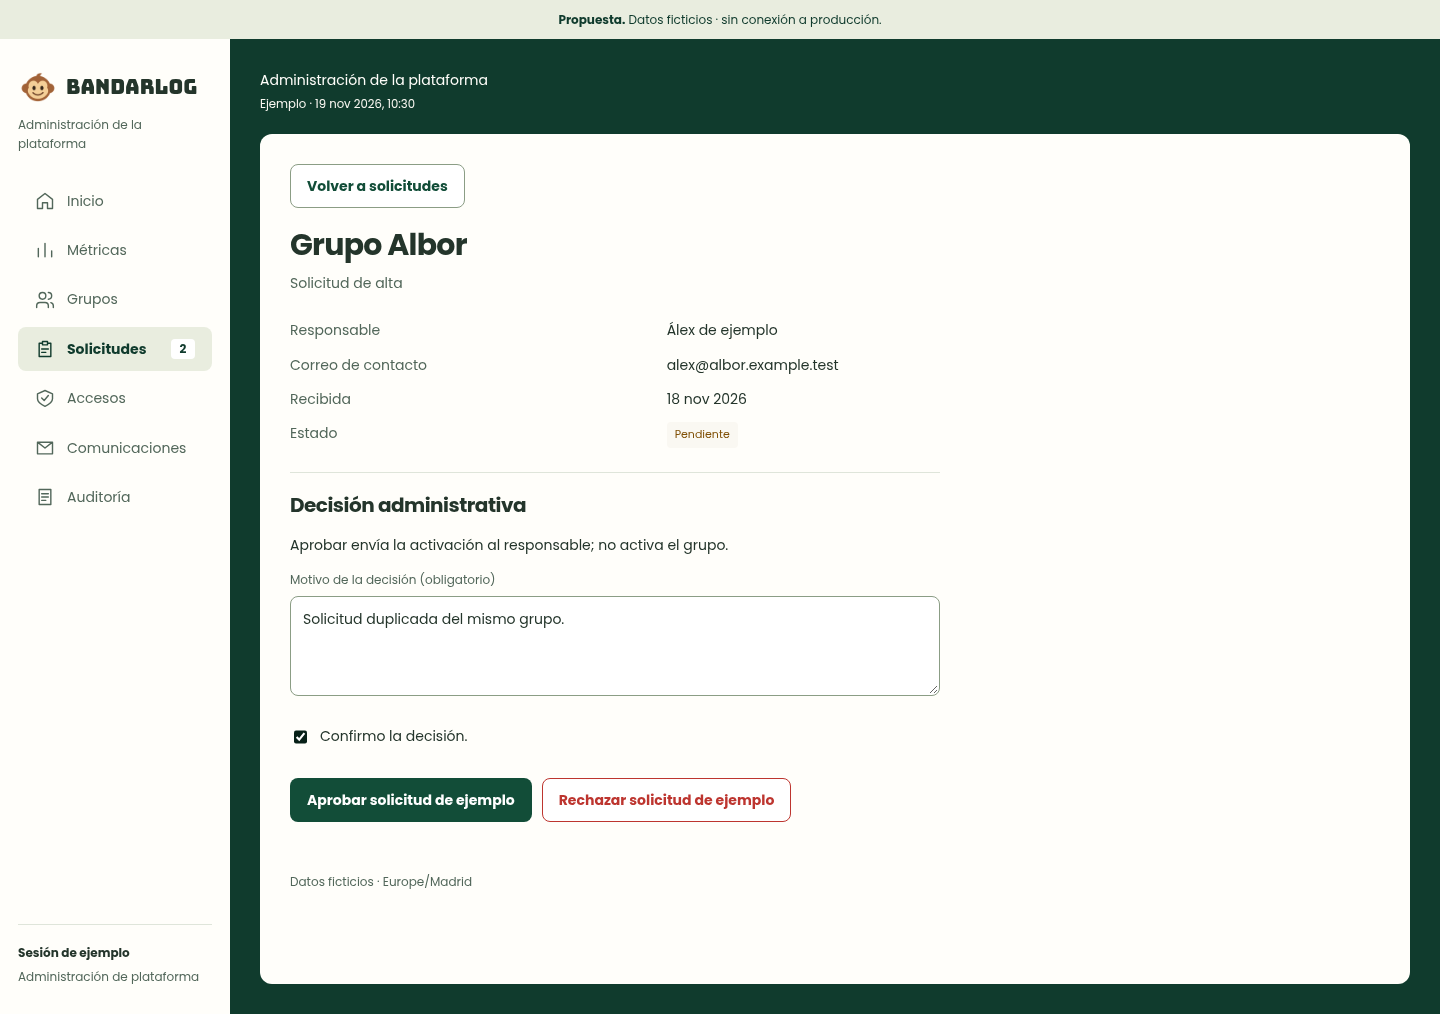 Propuesta. Datos ficticios · sin conexión a producción.
BANDARLOG
Administración de la
plataforma
Inicio
Métricas
Grupos
Solicitudes 2
Accesos
Comunicaciones
Auditoría
Sesión de ejemplo
Administración de plataforma
Administración de la plataforma
Ejemplo · 19 nov 2026, 10:30
Volver a solicitudes
Grupo Albor
Solicitud de alta
Responsable Álex de ejemplo
Correo de contacto alex@albor.example.test
Recibida 18 nov 2026
Estado Pendiente
Decisión administrativa
Aprobar envía la activación al responsable; no activa el grupo.
Motivo de la decisión (obligatorio)
Solicitud duplicada del mismo grupo.
Confirmo la decisión.
Aprobar solicitud de ejemplo Rechazar solicitud de ejemplo
Datos ficticios · Europe/Madrid